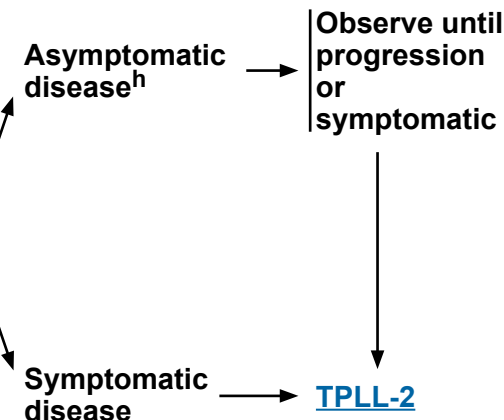 Asymptomatic
disease^h
Observe until
progression
or
symptomatic
Symptomatic
disease
TPLL-2